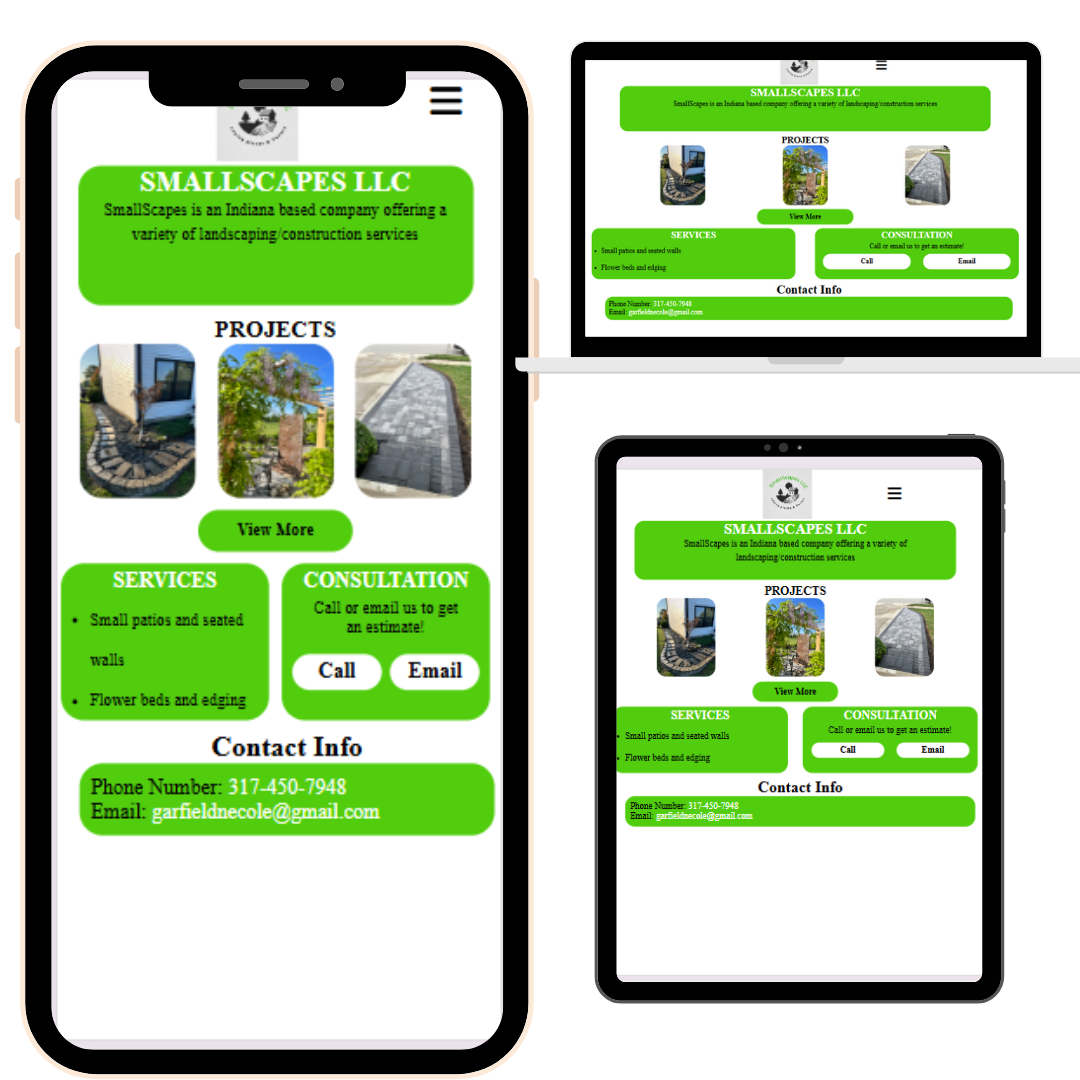 SMALLSCAPES LLC
SmallScapes is an Indiana based company offering a
variety of landscaping/construction services
PROJECTS
View More
SERVICES
• Small patios and seated
walls
• Flower beds and edging
CONSULTATION
Call or email us to get
an estimate!
Call
Email
Contact Info
Phone Number: 317-450-7948
Email: garfieldnecole@gmail.com
SMALLSCAPES LLC
SmallScapes is an Indiana based company offering a variety of landscaping/construction services
PROJECTS
View More
SERVICES
• Small patios and seated walls
• Flower beds and edging
CONSULTATION
Call or email us to get an estimate!
Call
Email
Contact Info
Phone Number: 317-450-7948
Email: garfieldnecole@gmail.com
SMALLSCAPES LLC
SmallScapes is an Indiana based company offering a variety of
landscaping/construction services
PROJECTS
View More
SERVICES
• Small patios and seated walls
• Flower beds and edging
CONSULTATION
Call or email us to get an estimate!
Call
Email
Contact Info
Phone Number: 317-450-7948
Email: garfieldnecole@gmail.com